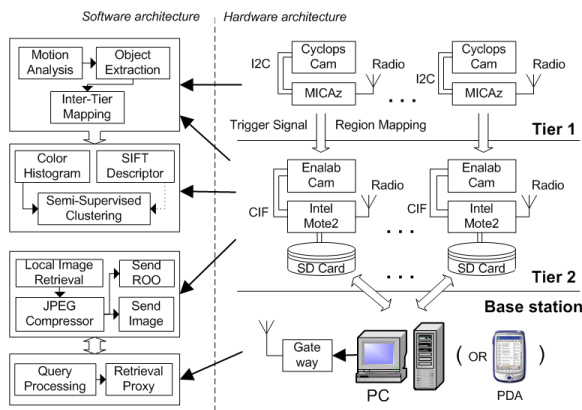 Software architecture
Hardware architecture
Motion Analysis
Object Extraction
Inter-Tier Mapping
Color Histogram
SIFT Descriptor
Semi-Supervised Clustering
Local Image Retrieval
Send ROO
JPEG Compressor
Send Image
Query Processing
Retrieval Proxy
Cyclops Cam
I2C
Radio
MICAz
. . .
Cyclops Cam
I2C
Radio
MICAz
Trigger Signal
Region Mapping
Tier 1
Enalab Cam
CIF
Radio
Intel Mote2
SD Card
. . .
. . .
Enalab Cam
CIF
Radio
Intel Mote2
SD Card
Tier 2
Base station
Gate way
PC
( OR )
PDA